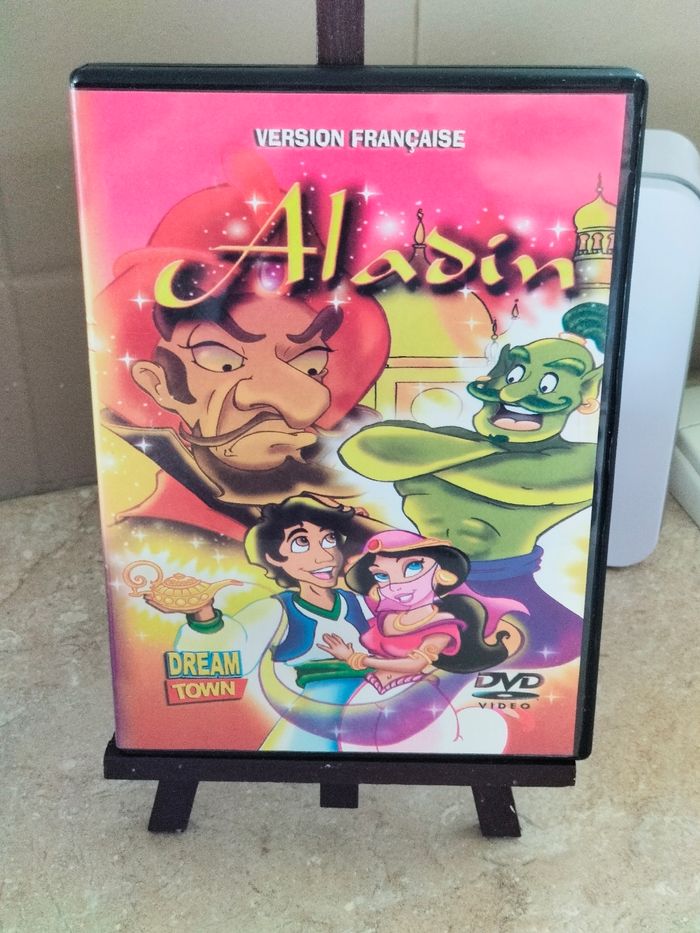 VERSION FRANÇAISE
Aladin
DREAM
TOWN
DVD
VIDEO